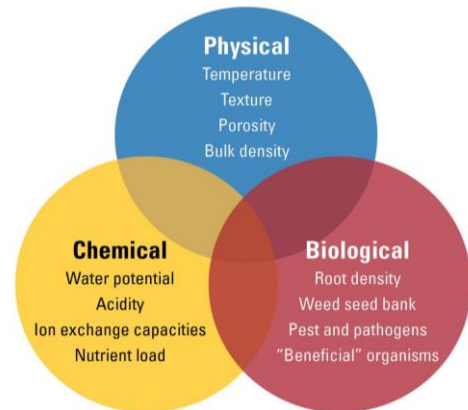 Physical
Temperature
Texture
Porosity
Bulk density
Chemical
Water potential
Acidity
Ion exchange capacities
Nutrient load
Biological
Root density
Weed seed bank
Pest and pathogens
“Beneficial” organisms